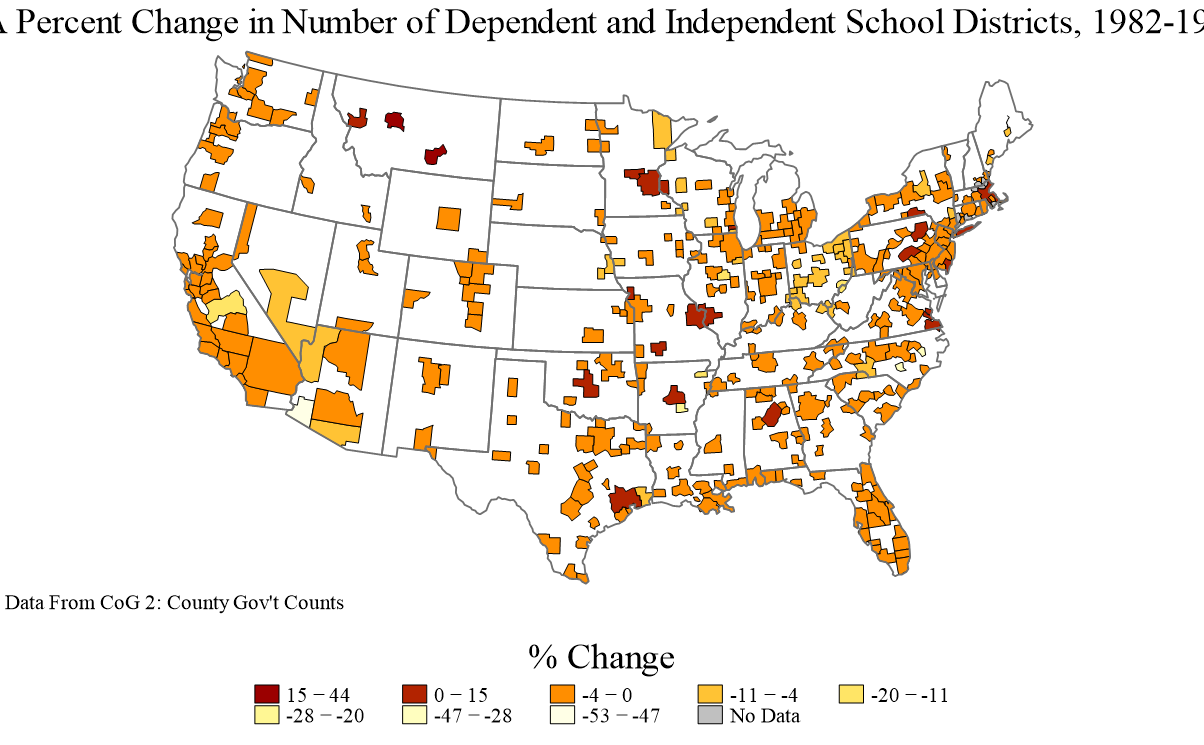 A Percent Change in Number of Dependent and Independent School Districts, 1982-19
Data From CoG 2: County Gov't Counts
% Change
15 − 44
0 − 15
-4 − 0
-11 − -4
-20 − -11
-28 − -20
-47 − -28
-53 − -47
No Data